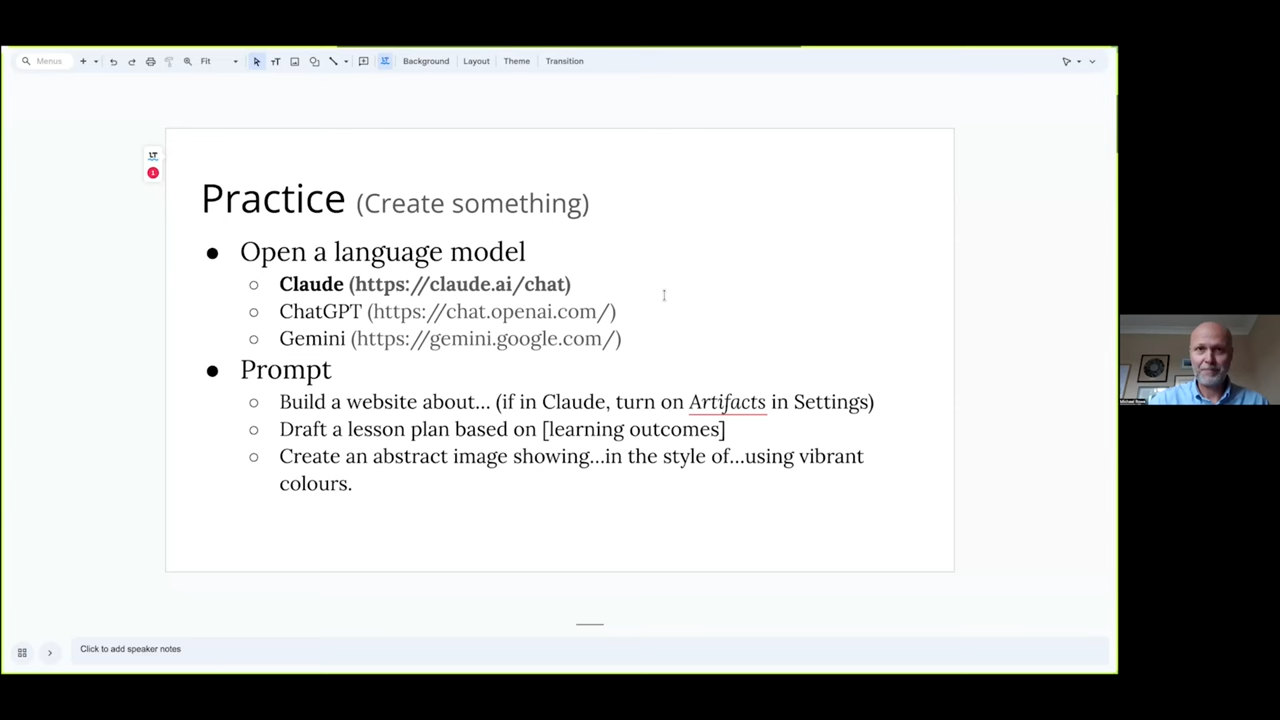 Menus
Fit
Background Layout Theme Transition
LT
1
Practice (Create something)
● Open a language model
○ Claude (https://claude.ai/chat)
○ ChatGPT (https://chat.openai.com/)
○ Gemini (https://gemini.google.com/)
● Prompt
○ Build a website about… (if in Claude, turn on Artifacts in Settings)
○ Draft a lesson plan based on [learning outcomes]
○ Create an abstract image showing…in the style of…using vibrant
colours.
Click to add speaker notes